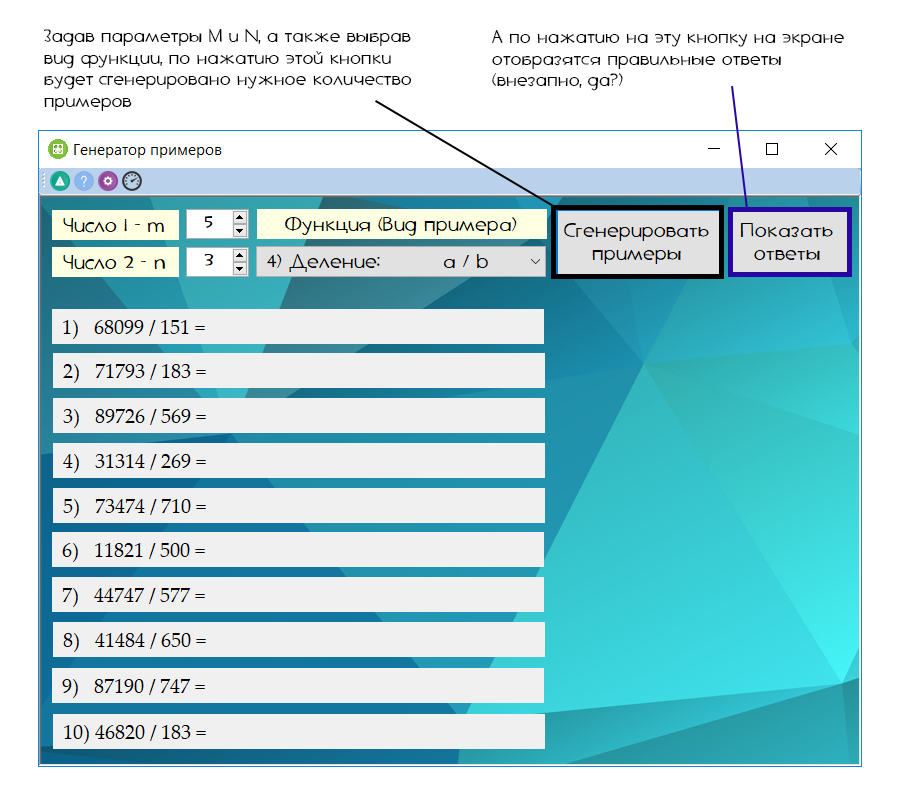 Задав параметры M и N, а также выбрав
вид функции, по нажатию этой кнопки
будет сгенерировано нужное количество
примеров
А по нажатию на эту кнопку на экране
отобразятся правильные ответы
(внезапно, да?)
Генератор примеров
?
Число 1 - m
5
Функция (Вид примера)
Сгенерировать
примеры
Показать
ответы
Число 2 - n
3
4) Деление: a / b
1) 68099 / 151 =
2) 71793 / 183 =
3) 89726 / 569 =
4) 31314 / 269 =
5) 73474 / 710 =
6) 11821 / 500 =
7) 44747 / 577 =
8) 41484 / 650 =
9) 87190 / 747 =
10) 46820 / 183 =